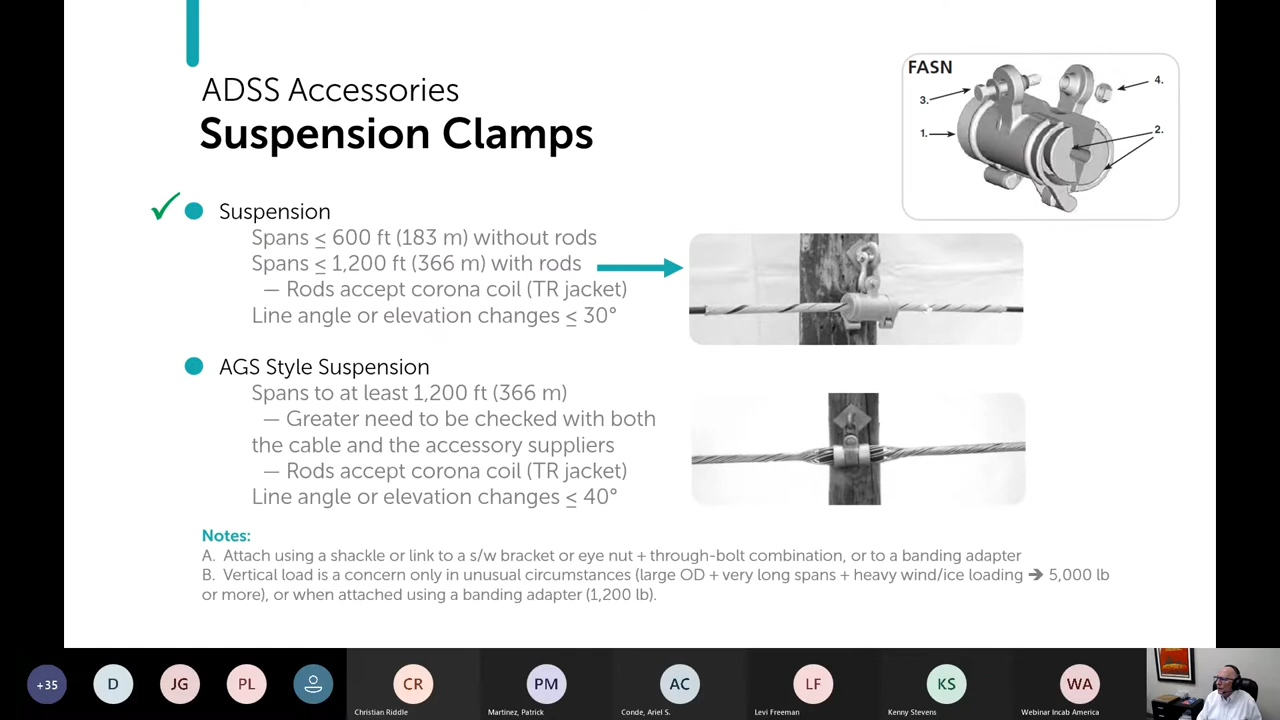 ADSS Accessories
Suspension Clamps
FASN
3.
4.
1.
2.
Suspension
Spans ≤ 600 ft (183 m) without rods
Spans ≤ 1,200 ft (366 m) with rods
— Rods accept corona coil (TR jacket)
Line angle or elevation changes ≤ 30°
AGS Style Suspension
Spans to at least 1,200 ft (366 m)
— Greater need to be checked with both
the cable and the accessory suppliers
— Rods accept corona coil (TR jacket)
Line angle or elevation changes ≤ 40°
Notes:
A. Attach using a shackle or link to a s/w bracket or eye nut + through-bolt combination, or to a banding adapter
B. Vertical load is a concern only in unusual circumstances (large OD + very long spans + heavy wind/ice loading ➔ 5,000 lb
or more), or when attached using a banding adapter (1,200 lb).
+35
D
JG
PL
CR
PM
AC
LF
KS
WA
Christian Riddle
Martinez, Patrick
Conde, Ariel S.
Levi Freeman
Kenny Stevens
Webinar Incab America